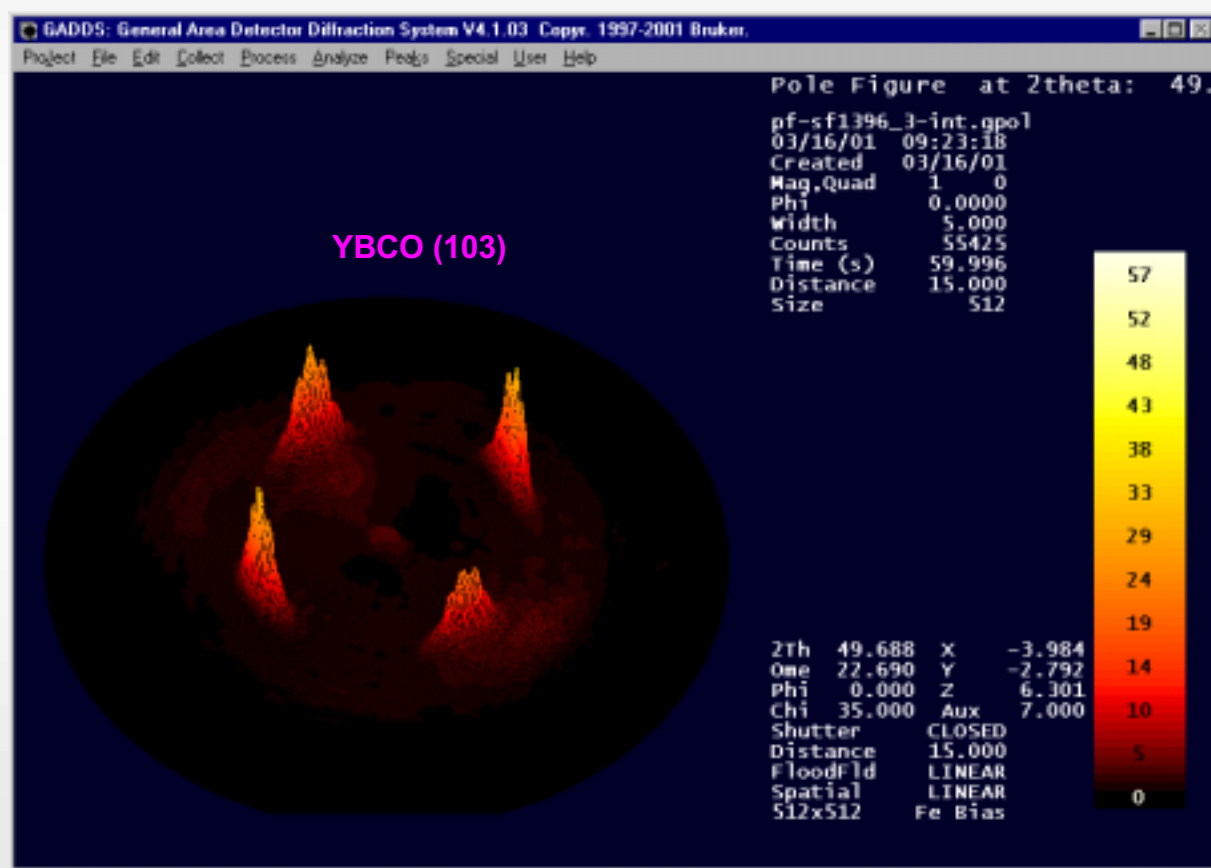 GADDS: General Area Detector Diffraction System V4.1.03 Copyr. 1997-2001 Bruker.
Project File Edit Collect Process Analyze Peaks Special User Help
Pole Figure at 2theta: 49.
pf-sf1396_3-int.gpol
03/16/01 09:23:18
Created 03/16/01
Mag,Quad 1 0
Phi 0.0000
Width 5.000
Counts 55425
Time (s) 59.996
Distance 15.000
Size 512
YBCO (103)
57
52
48
43
38
33
29
24
19
14
10
5
0
2Th 49.688 X -3.984
Ome 22.690 Y -2.792
Phi 0.000 Z 6.301
Chi 35.000 Aux 7.000
Shutter CLOSED
Distance 15.000
FloodFld LINEAR
Spatial LINEAR
512x512 Fe Bias